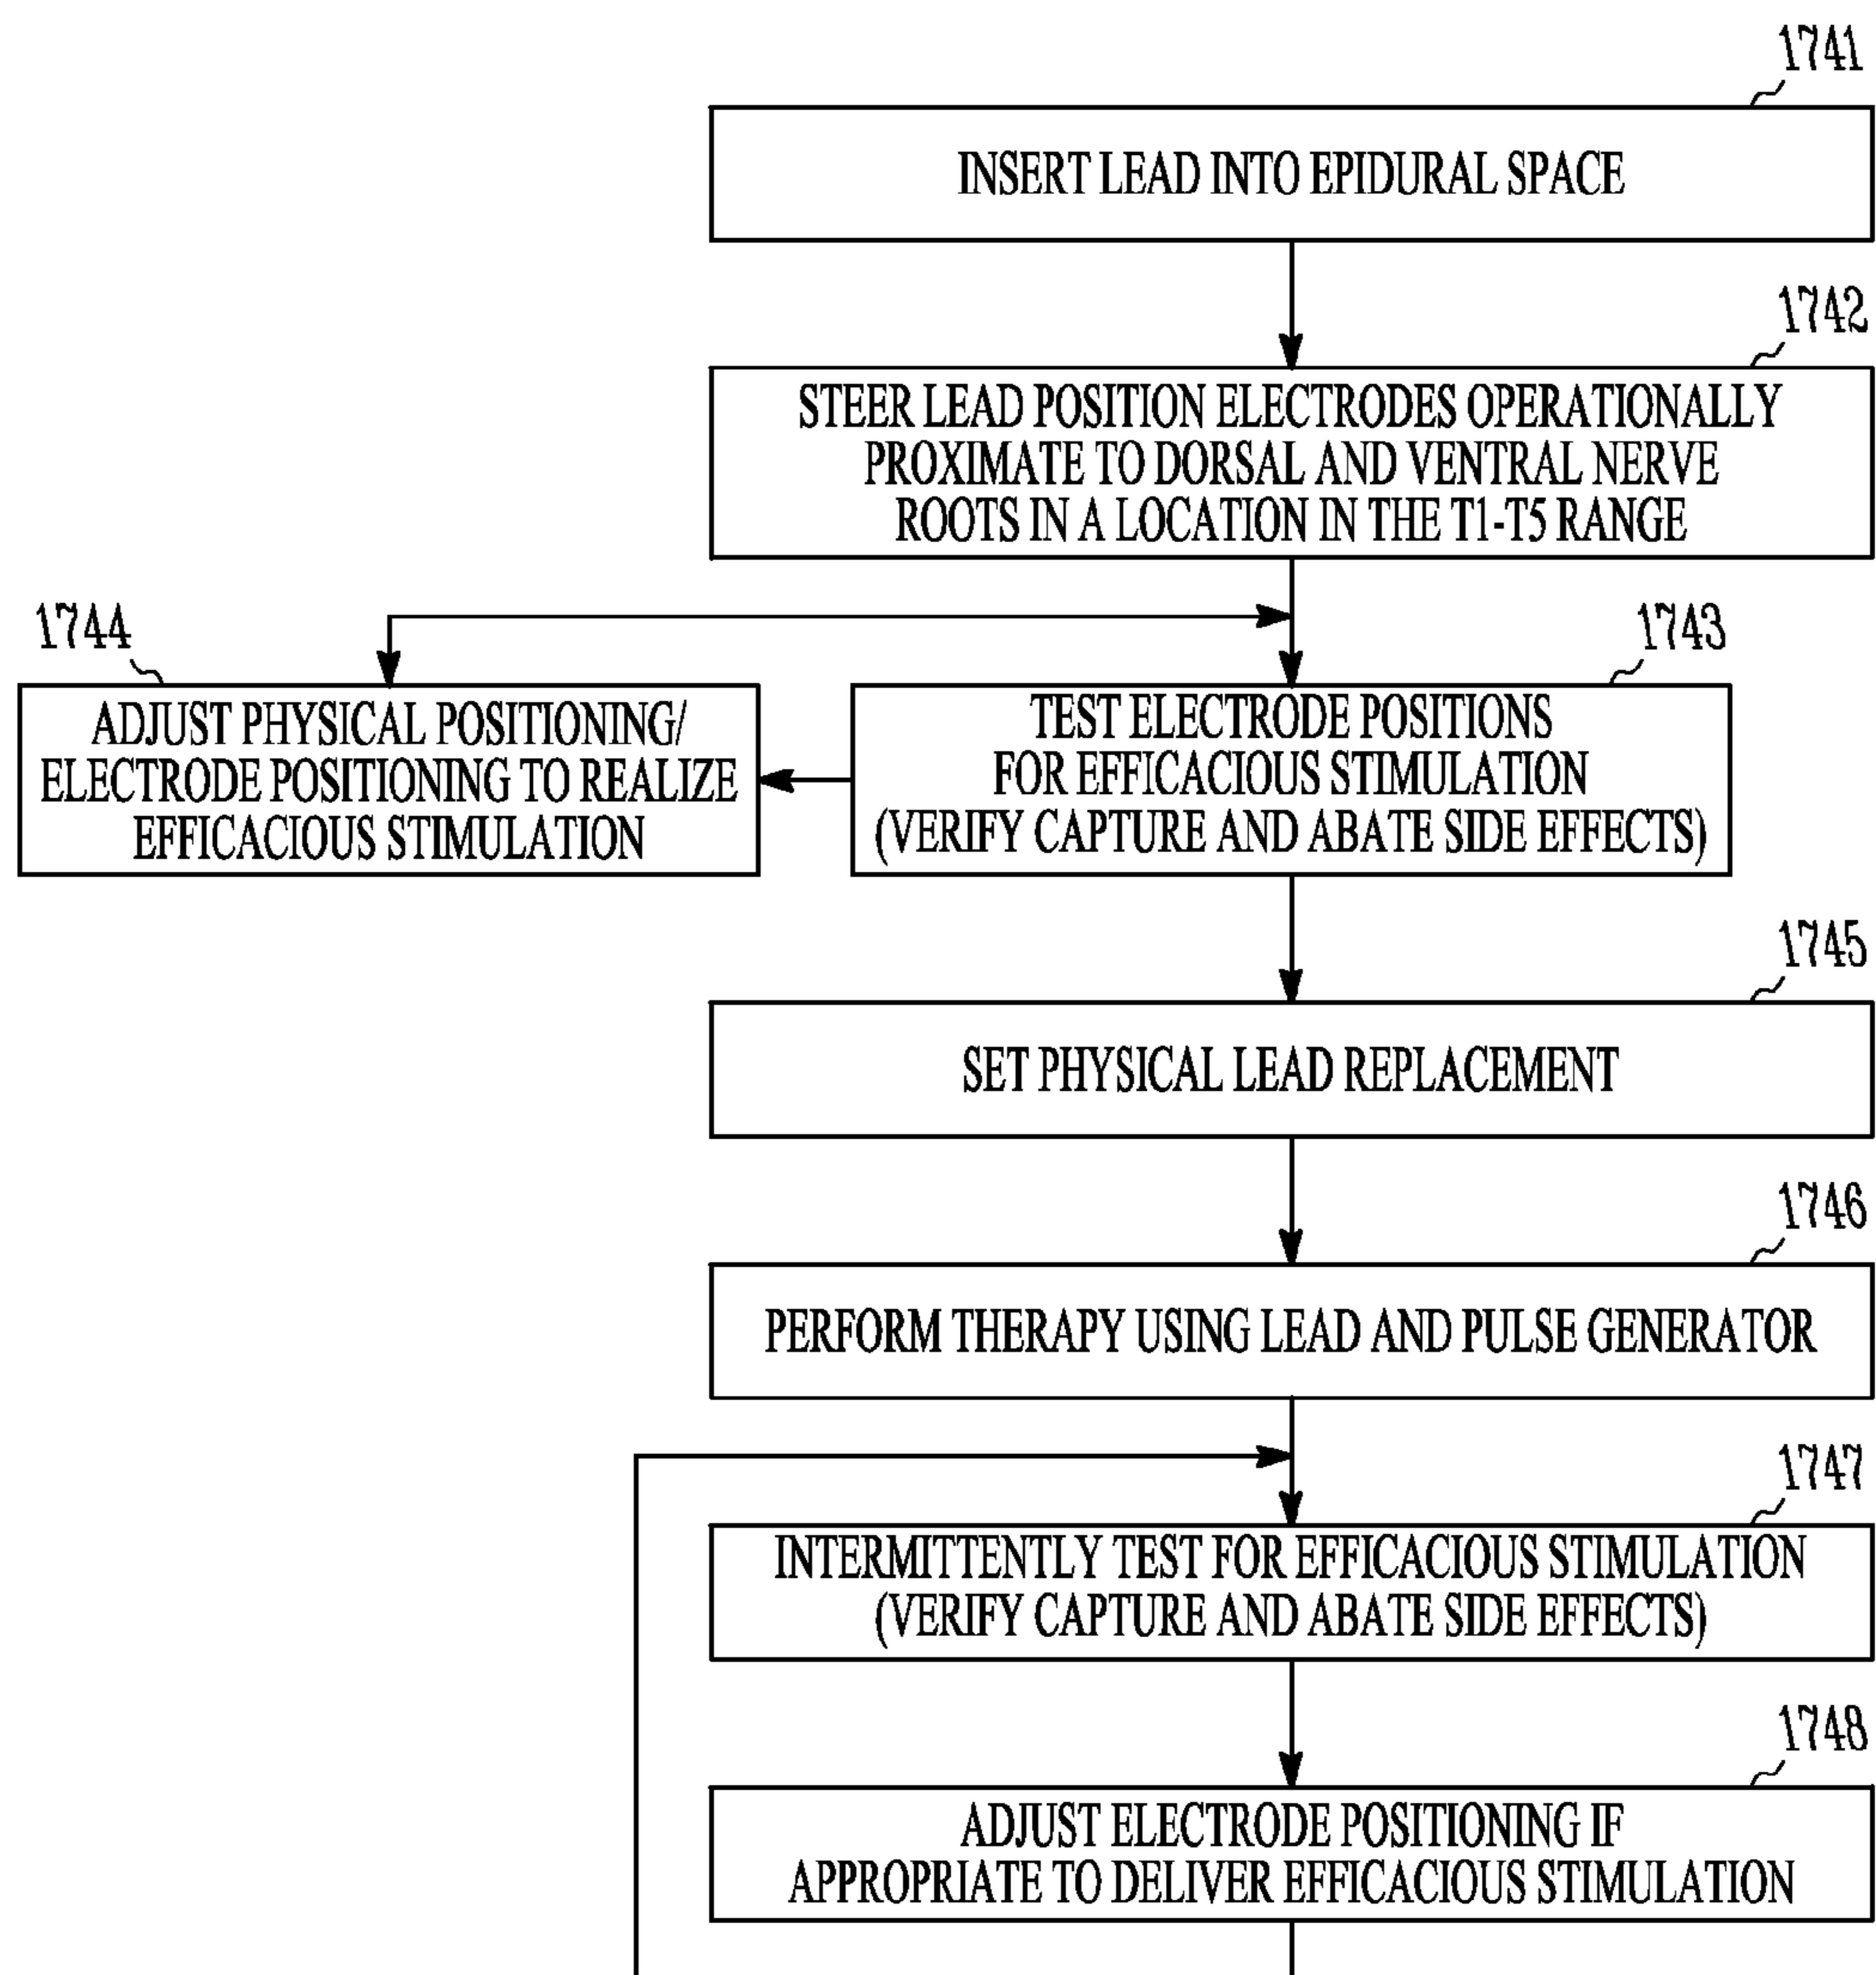 1741
INSERT LEAD INTO EPIDURAL SPACE
1742
STEER LEAD POSITION ELECTRODES OPERATIONALLY
PROXIMATE TO DORSAL AND VENTRAL NERVE
ROOTS IN A LOCATION IN THE T1-T5 RANGE
1744
ADJUST PHYSICAL POSITIONING/
ELECTRODE POSITIONING TO REALIZE
EFFICACIOUS STIMULATION
1743
TEST ELECTRODE POSITIONS
FOR EFFICACIOUS STIMULATION
(VERIFY CAPTURE AND ABATE SIDE EFFECTS)
1745
SET PHYSICAL LEAD REPLACEMENT
1746
PERFORM THERAPY USING LEAD AND PULSE GENERATOR
1747
INTERMITTENTLY TEST FOR EFFICACIOUS STIMULATION
(VERIFY CAPTURE AND ABATE SIDE EFFECTS)
1748
ADJUST ELECTRODE POSITIONING IF
APPROPRIATE TO DELIVER EFFICACIOUS STIMULATION